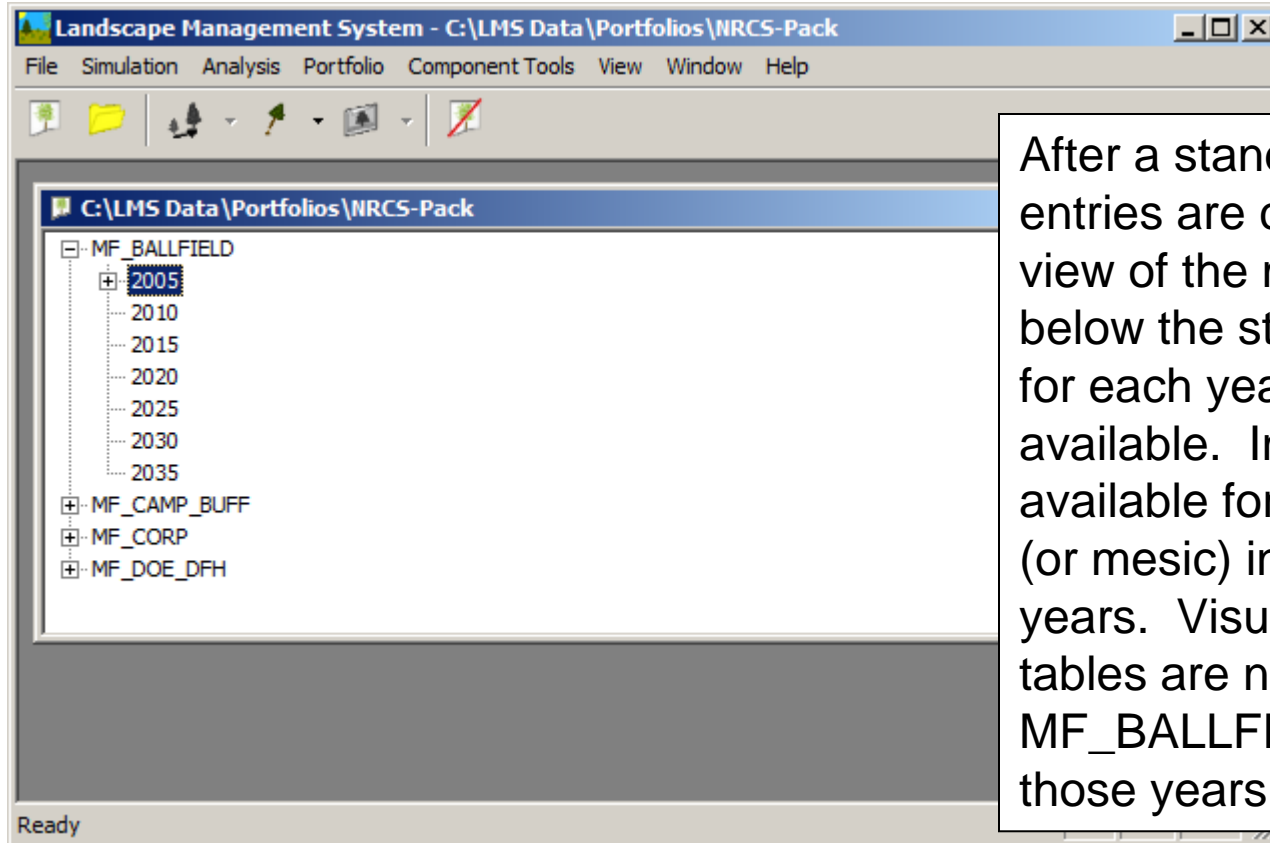 Landscape Management System - C:\LMS Data\Portfolios\NRCS-Pack
File Simulation Analysis Portfolio Component Tools View Window Help
C:\LMS Data\Portfolios\NRCS-Pack
MF_BALLFIELD
2005
2010
2015
2020
2025
2030
2035
MF_CAMP_BUFF
MF_CORP
MF_DOE_DFH
Ready
After a stan
entries are
view of the
below the st
for each yea
available. I
available for
(or mesic) in
years. Visu
tables are n
MF_BALLFI
those years